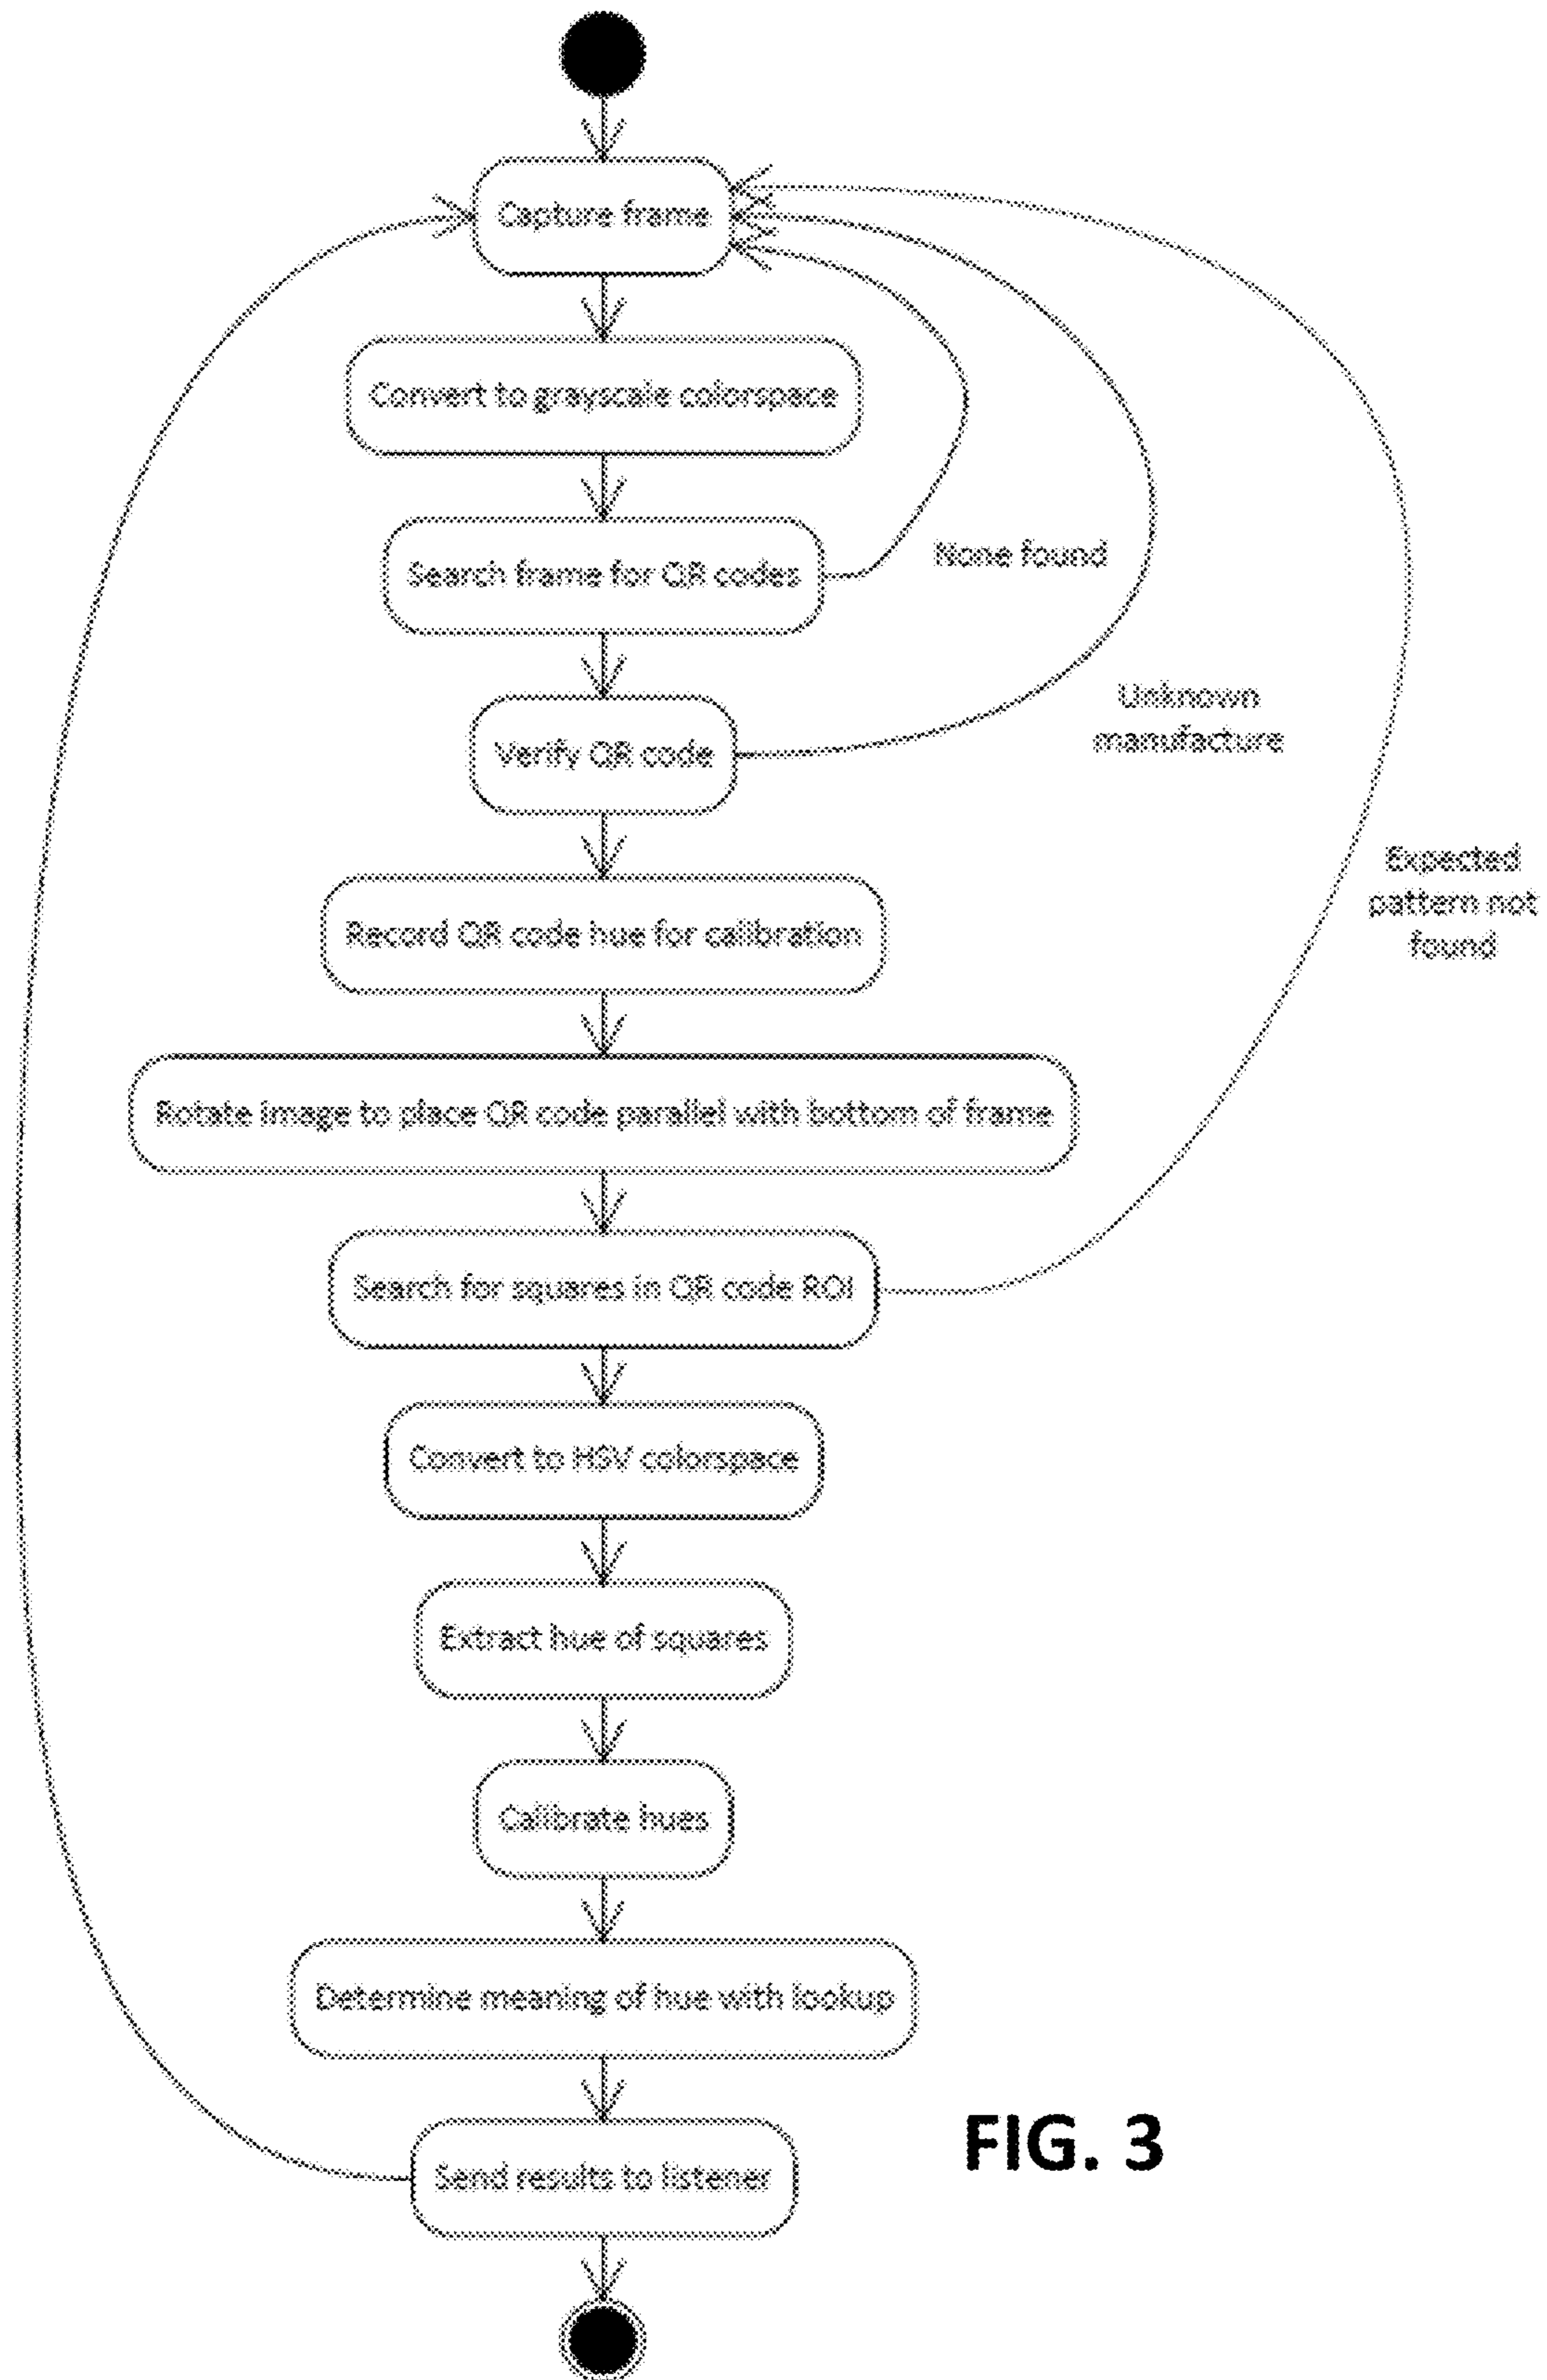 Capture frame
Convert to grayscale colorspace
Search frame for QR codes
None found
Verify QR code
Unknown
manufacture
Record QR code hue for calibration
Expected
pattern not
found
Rotate image to place QR code parallel with bottom of frame
Search for squares in QR code ROI
Convert to HSV colorspace
Extract hue of squares
Calibrate hues
Determine meaning of hue with lookup
Send results to listener
FIG. 3